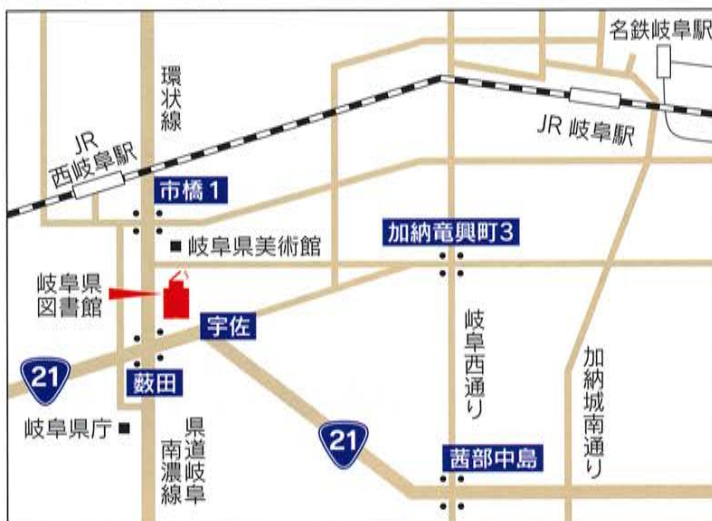 名鉄岐阜駅
環状線
JR
西岐阜駅
JR 岐阜駅
市橋 1
岐阜県美術館
加納竜興町3
岐阜県
図書館
宇佐
21
薮田
岐阜西通り
加納城南通り
岐阜県庁
県道岐阜
南濃線
21
茜部中島